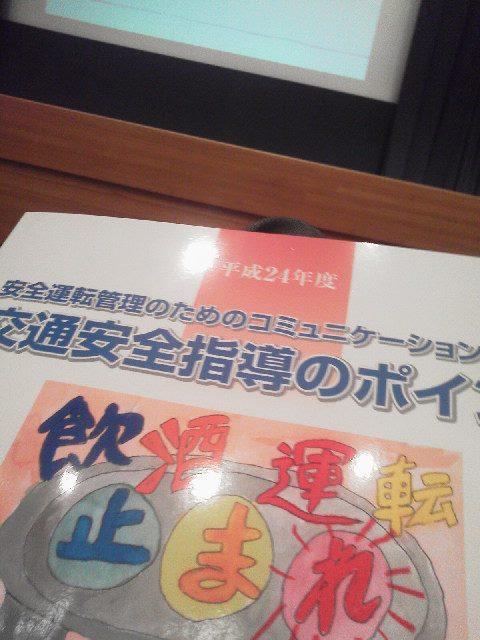 平成24年度
安全運転管理のためのコミュニケーション
交通安全指導のポイ
飲酒運転
止まれ